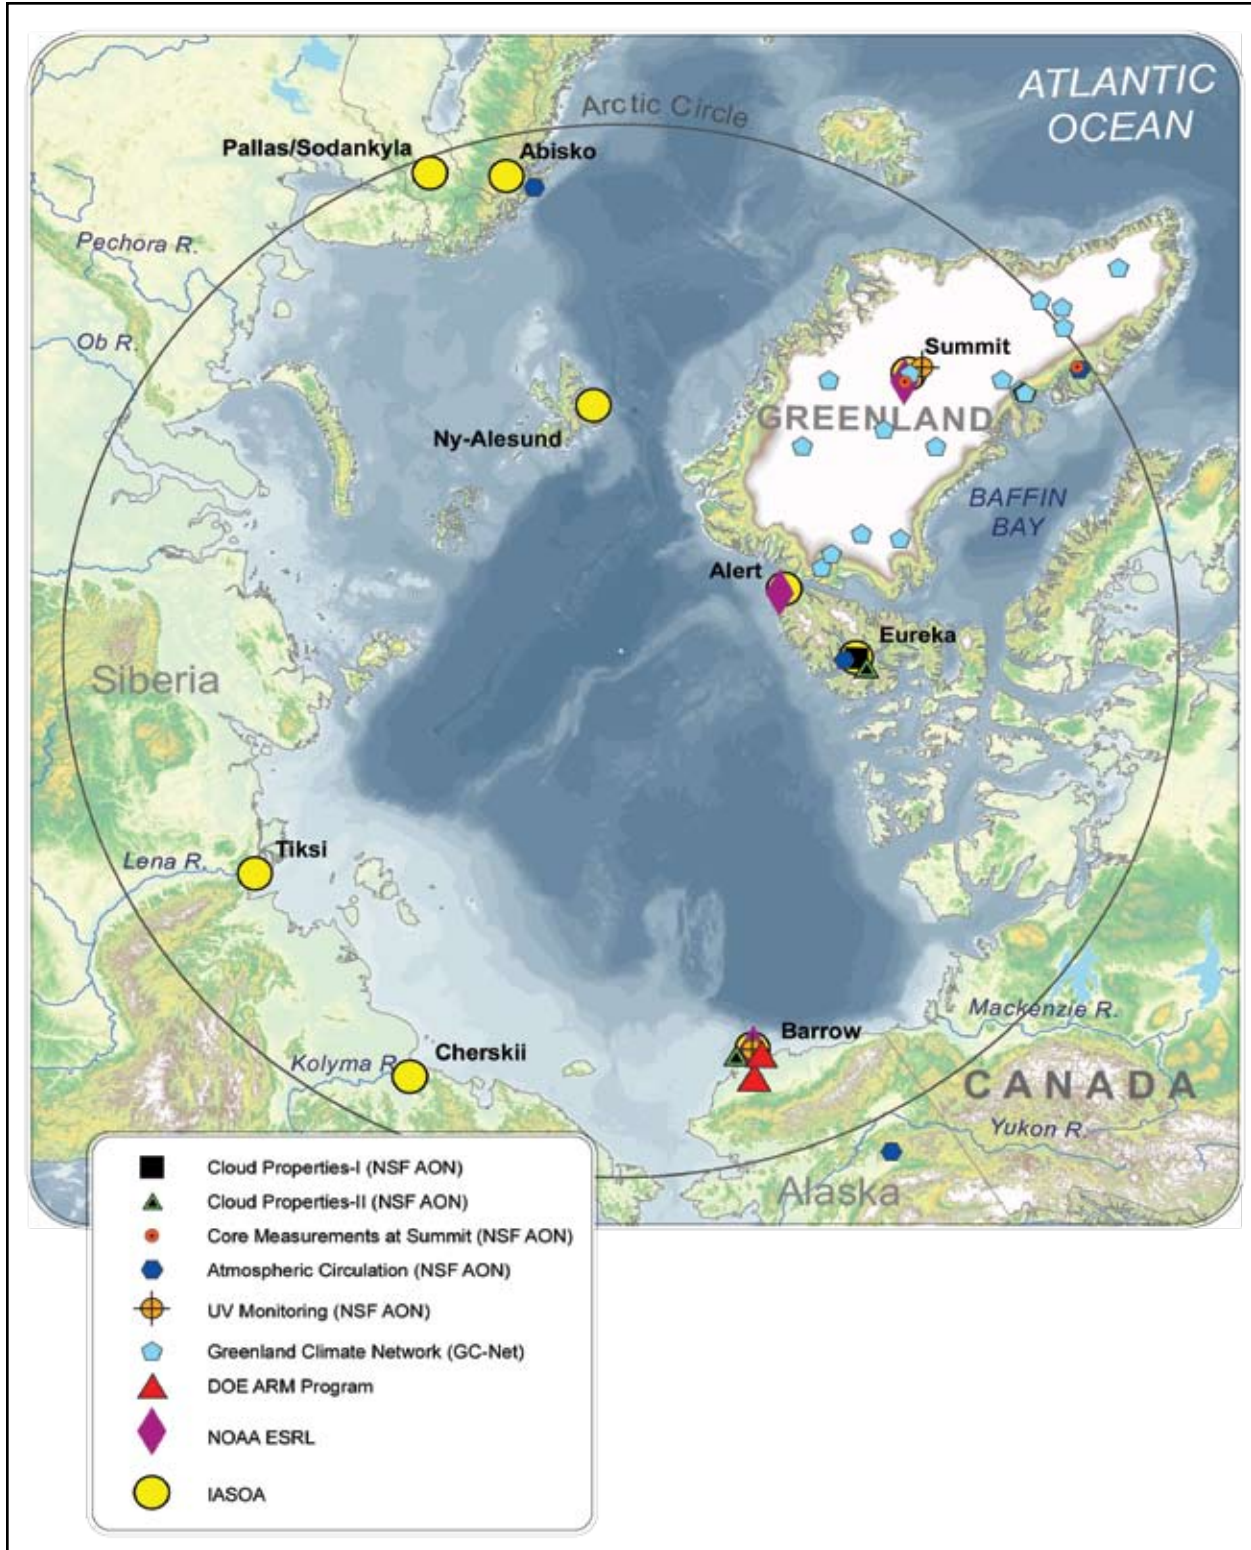 ATLANTIC
OCEAN
Arctic Circle
Pallas/Sodankyla
Abisko
Pechora R.
Ob R.
Summit
GREENLAND
Ny-Alesund
BAFFIN
BAY
Alert
Eureka
Siberia
Tiksi
Lena R.
Mackenzie R.
Barrow
Cherskii
Kolyma R.
CANADA
Yukon R.
Alaska
Cloud Properties-I (NSF AON)
Cloud Properties-II (NSF AON)
Core Measurements at Summit (NSF AON)
Atmospheric Circulation (NSF AON)
UV Monitoring (NSF AON)
Greenland Climate Network (GC-Net)
DOE ARM Program
NOAA ESRL
IASOA